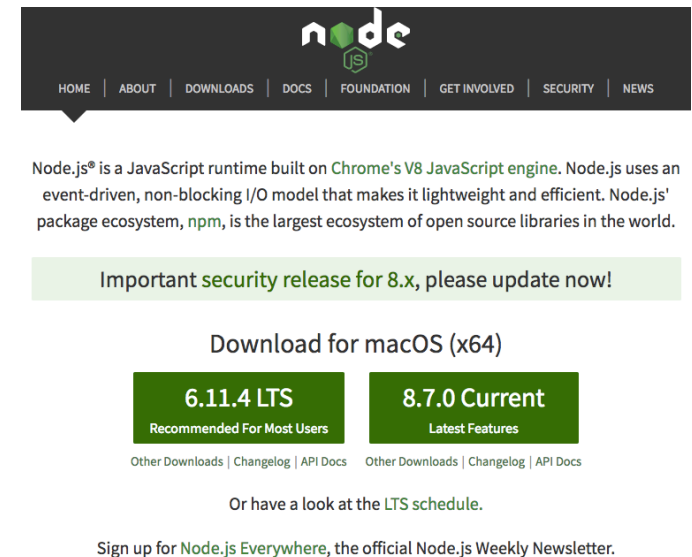 node
JS
HOME | ABOUT | DOWNLOADS | DOCS | FOUNDATION | GET INVOLVED | SECURITY | NEWS
Node.js® is a JavaScript runtime built on Chrome's V8 JavaScript engine. Node.js uses an
event-driven, non-blocking I/O model that makes it lightweight and efficient. Node.js'
package ecosystem, npm, is the largest ecosystem of open source libraries in the world.
Important security release for 8.x, please update now!
Download for macOS (x64)
6.11.4 LTS
Recommended For Most Users
8.7.0 Current
Latest Features
Other Downloads | Changelog | API Docs
Other Downloads | Changelog | API Docs
Or have a look at the LTS schedule.
Sign up for Node.js Everywhere, the official Node.js Weekly Newsletter.